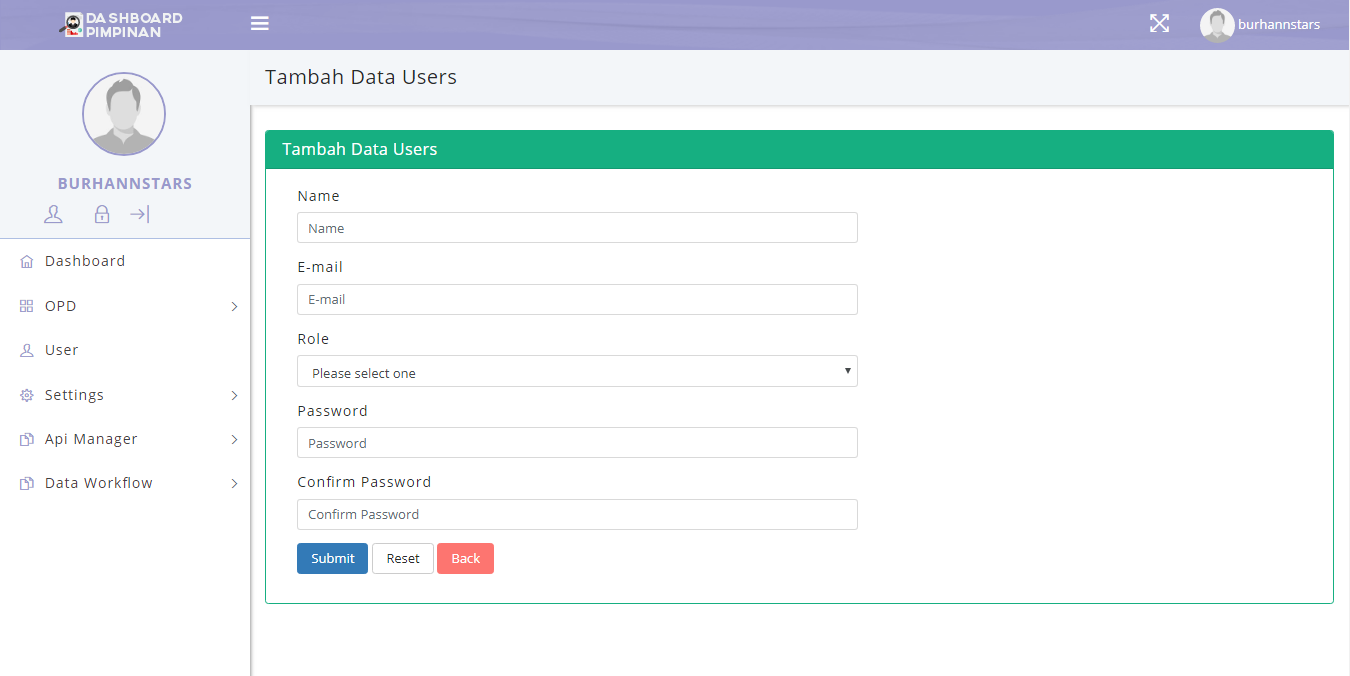 DASHBOARD
PIMPINAN
burhannstars
Tambah Data Users
BURHANNSTARS
Dashboard
OPD
User
Settings
Api Manager
Data Workflow
Tambah Data Users
Name
Name
E-mail
E-mail
Role
Please select one
Password
Password
Confirm Password
Confirm Password
Submit Reset Back